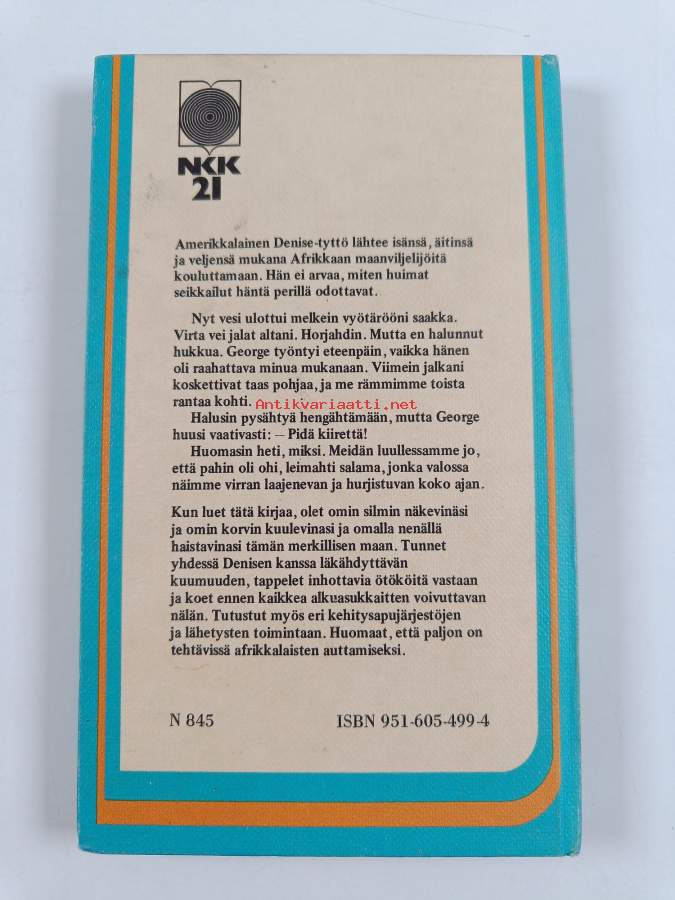 NKK
21
Amerikkalainen Denise-tyttö lähtee isänsä, äitinsä
ja veljensä mukana Afrikkaan maanviljelijöitä
kouluttamaan. Hän ei arvaa, miten huimat
seikkailut häntä perillä odottavat.
Nyt vesi ulottui melkein vyötärööni saakka.
Virta vei jalat altani. Horjahdin. Mutta en halunnut
hukkua. George työntyi eteenpäin, vaikka hänen
oli raahattava minua mukanaan. Viimein jalkani
koskettivat taas pohjaa, ja me rämmimme toista
rantaa kohti.
Antikvariaatti.net
Halusin pysähtyä hengähtämään, mutta George
huusi vaativasti: – Pidä kiirettä!
Huomasin heti, miksi. Meidän luullessamme jo,
että pahin oli ohi, leimahti salama, jonka valossa
näimme virran laajenevan ja hurjistuvan koko ajan.
Kun luet tätä kirjaa, olet omin silmin näkevinäsi
ja omin korvin kuulevinasi ja omalla nenällä
haistavinasi tämän merkillisen maan. Tunnet
yhdessä Denisen kanssa läkähdyttävän
kuumuuden, tappelet inhottavia ötököitä vastaan
ja koet ennen kaikkea alkuasukkaitten voivuttavan
nälän. Tutustut myös eri kehitysapujärjestöjen
ja lähetysten toimintaan. Huomaat, että paljon on
tehtävissä afrikkalaisten auttamiseksi.
N 845 ISBN 951-605-499-4